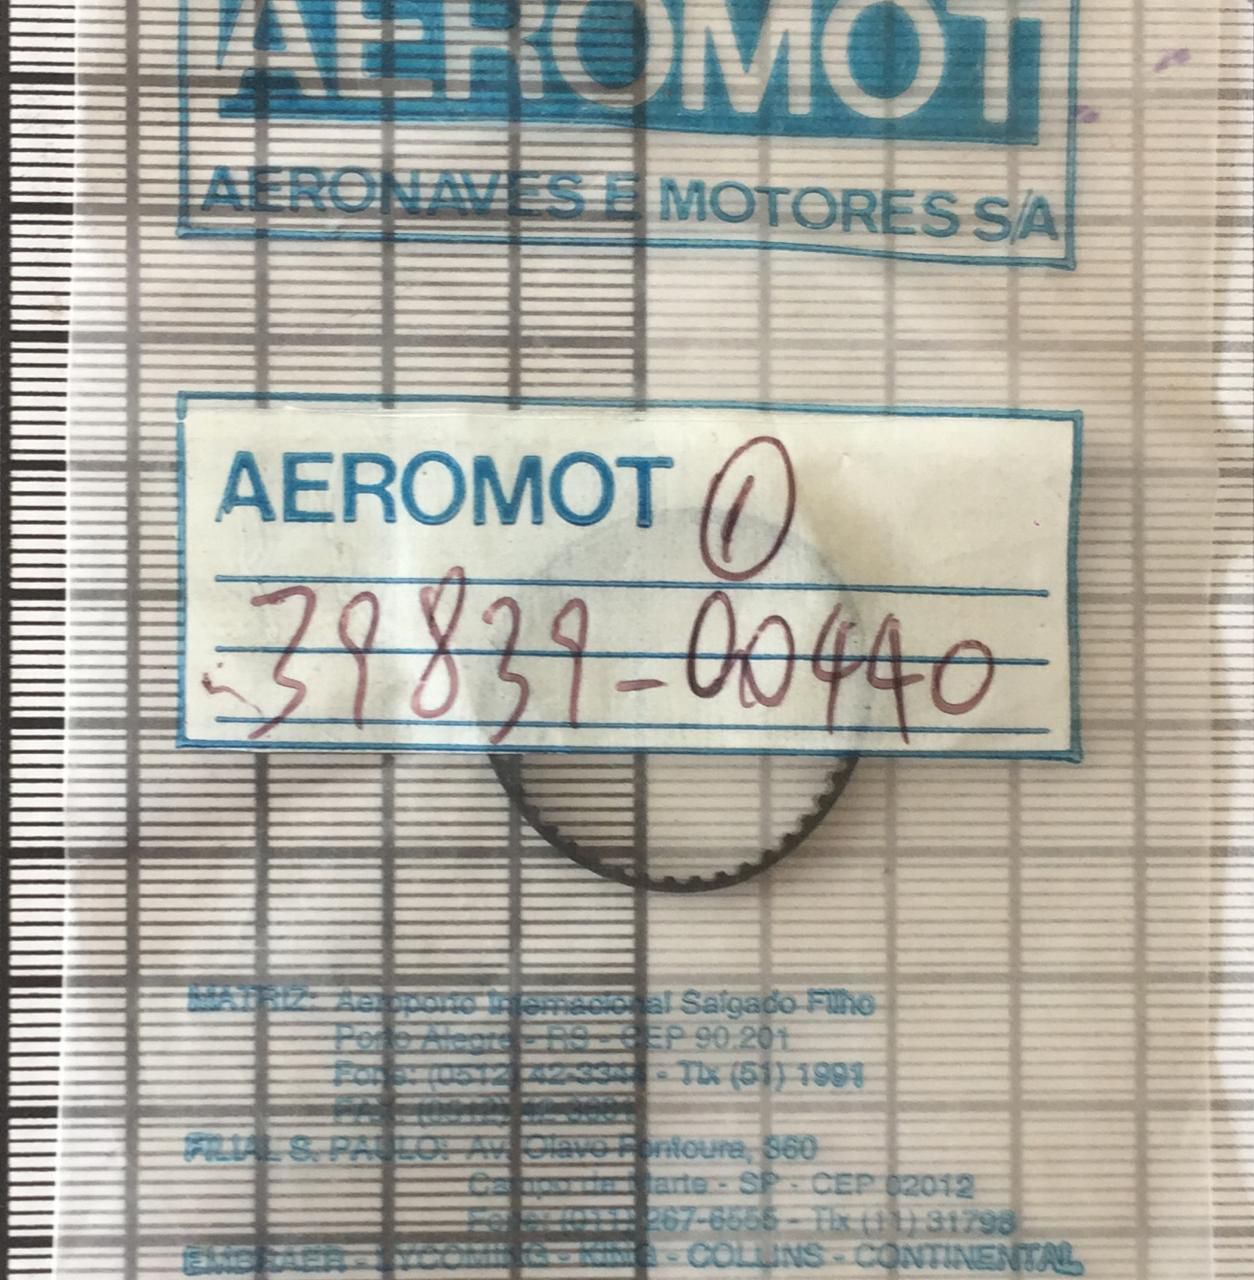 AEROMOT
AERONAVES E MOTORES S/A
AEROMOT 1
39839-00440
MATRIZ: Aeroporto Internacional Salgado Filho
Porto Alegre - RS - CEP 90.201
Fone: (0512) 42-3344 - Tlx (51) 1991
FAX: (0512)
FILIAL S. PAULO: Av. Olavo Fontoura, 360
Campo de Marte - SP - CEP 02012
Fone: (011) 267-6555 - Tlx (11) 31798
EMBRAER - LYCOMING - KING - COLLINS - CONTINENTAL